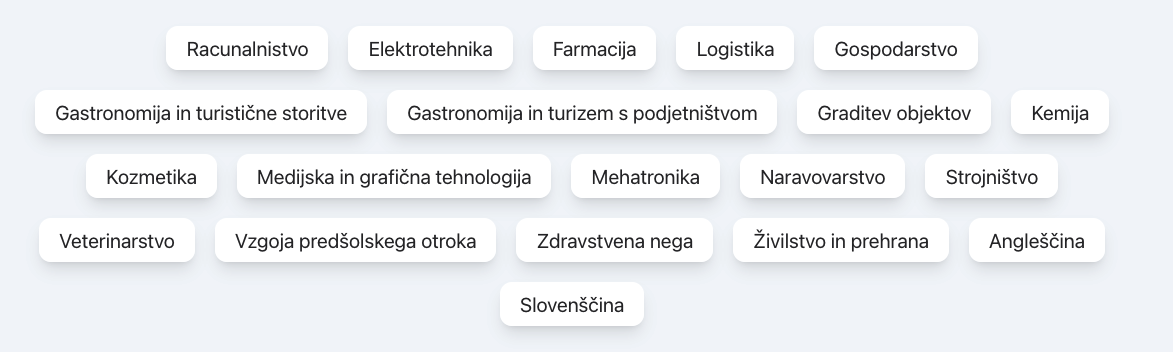 Racunalnistvo Elektrotehnika Farmacija Logistika Gospodarstvo
Gastronomija in turistične storitve Gastronomija in turizem s podjetništvom Graditev objektov Kemija
Kozmetika Medijska in grafična tehnologija Mehatronika Naravovarstvo Strojništvo
Veterinarstvo Vzgoja predšolskega otroka Zdravstvena nega Živilstvo in prehrana Angleščina
Slovenščina